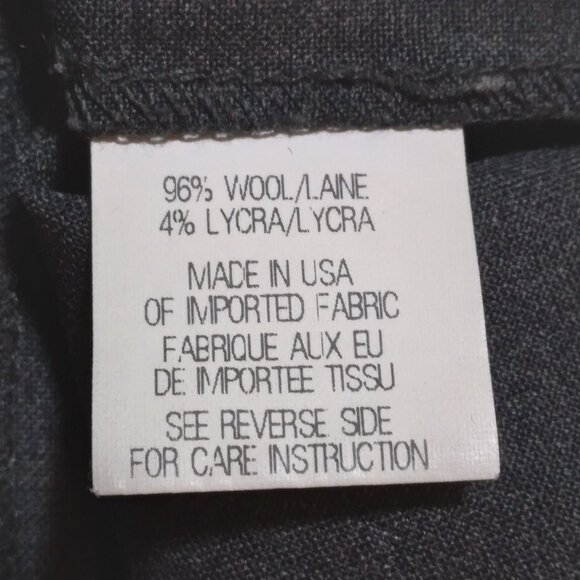 96% WOOL/LAINE
4% LYCRA/LYCRA
MADE IN USA
OF IMPORTED FABRIC
FABRIQUE AUX EU
DE IMPORTEE TISSU
SEE REVERSE SIDE
FOR CARE INSTRUCTION